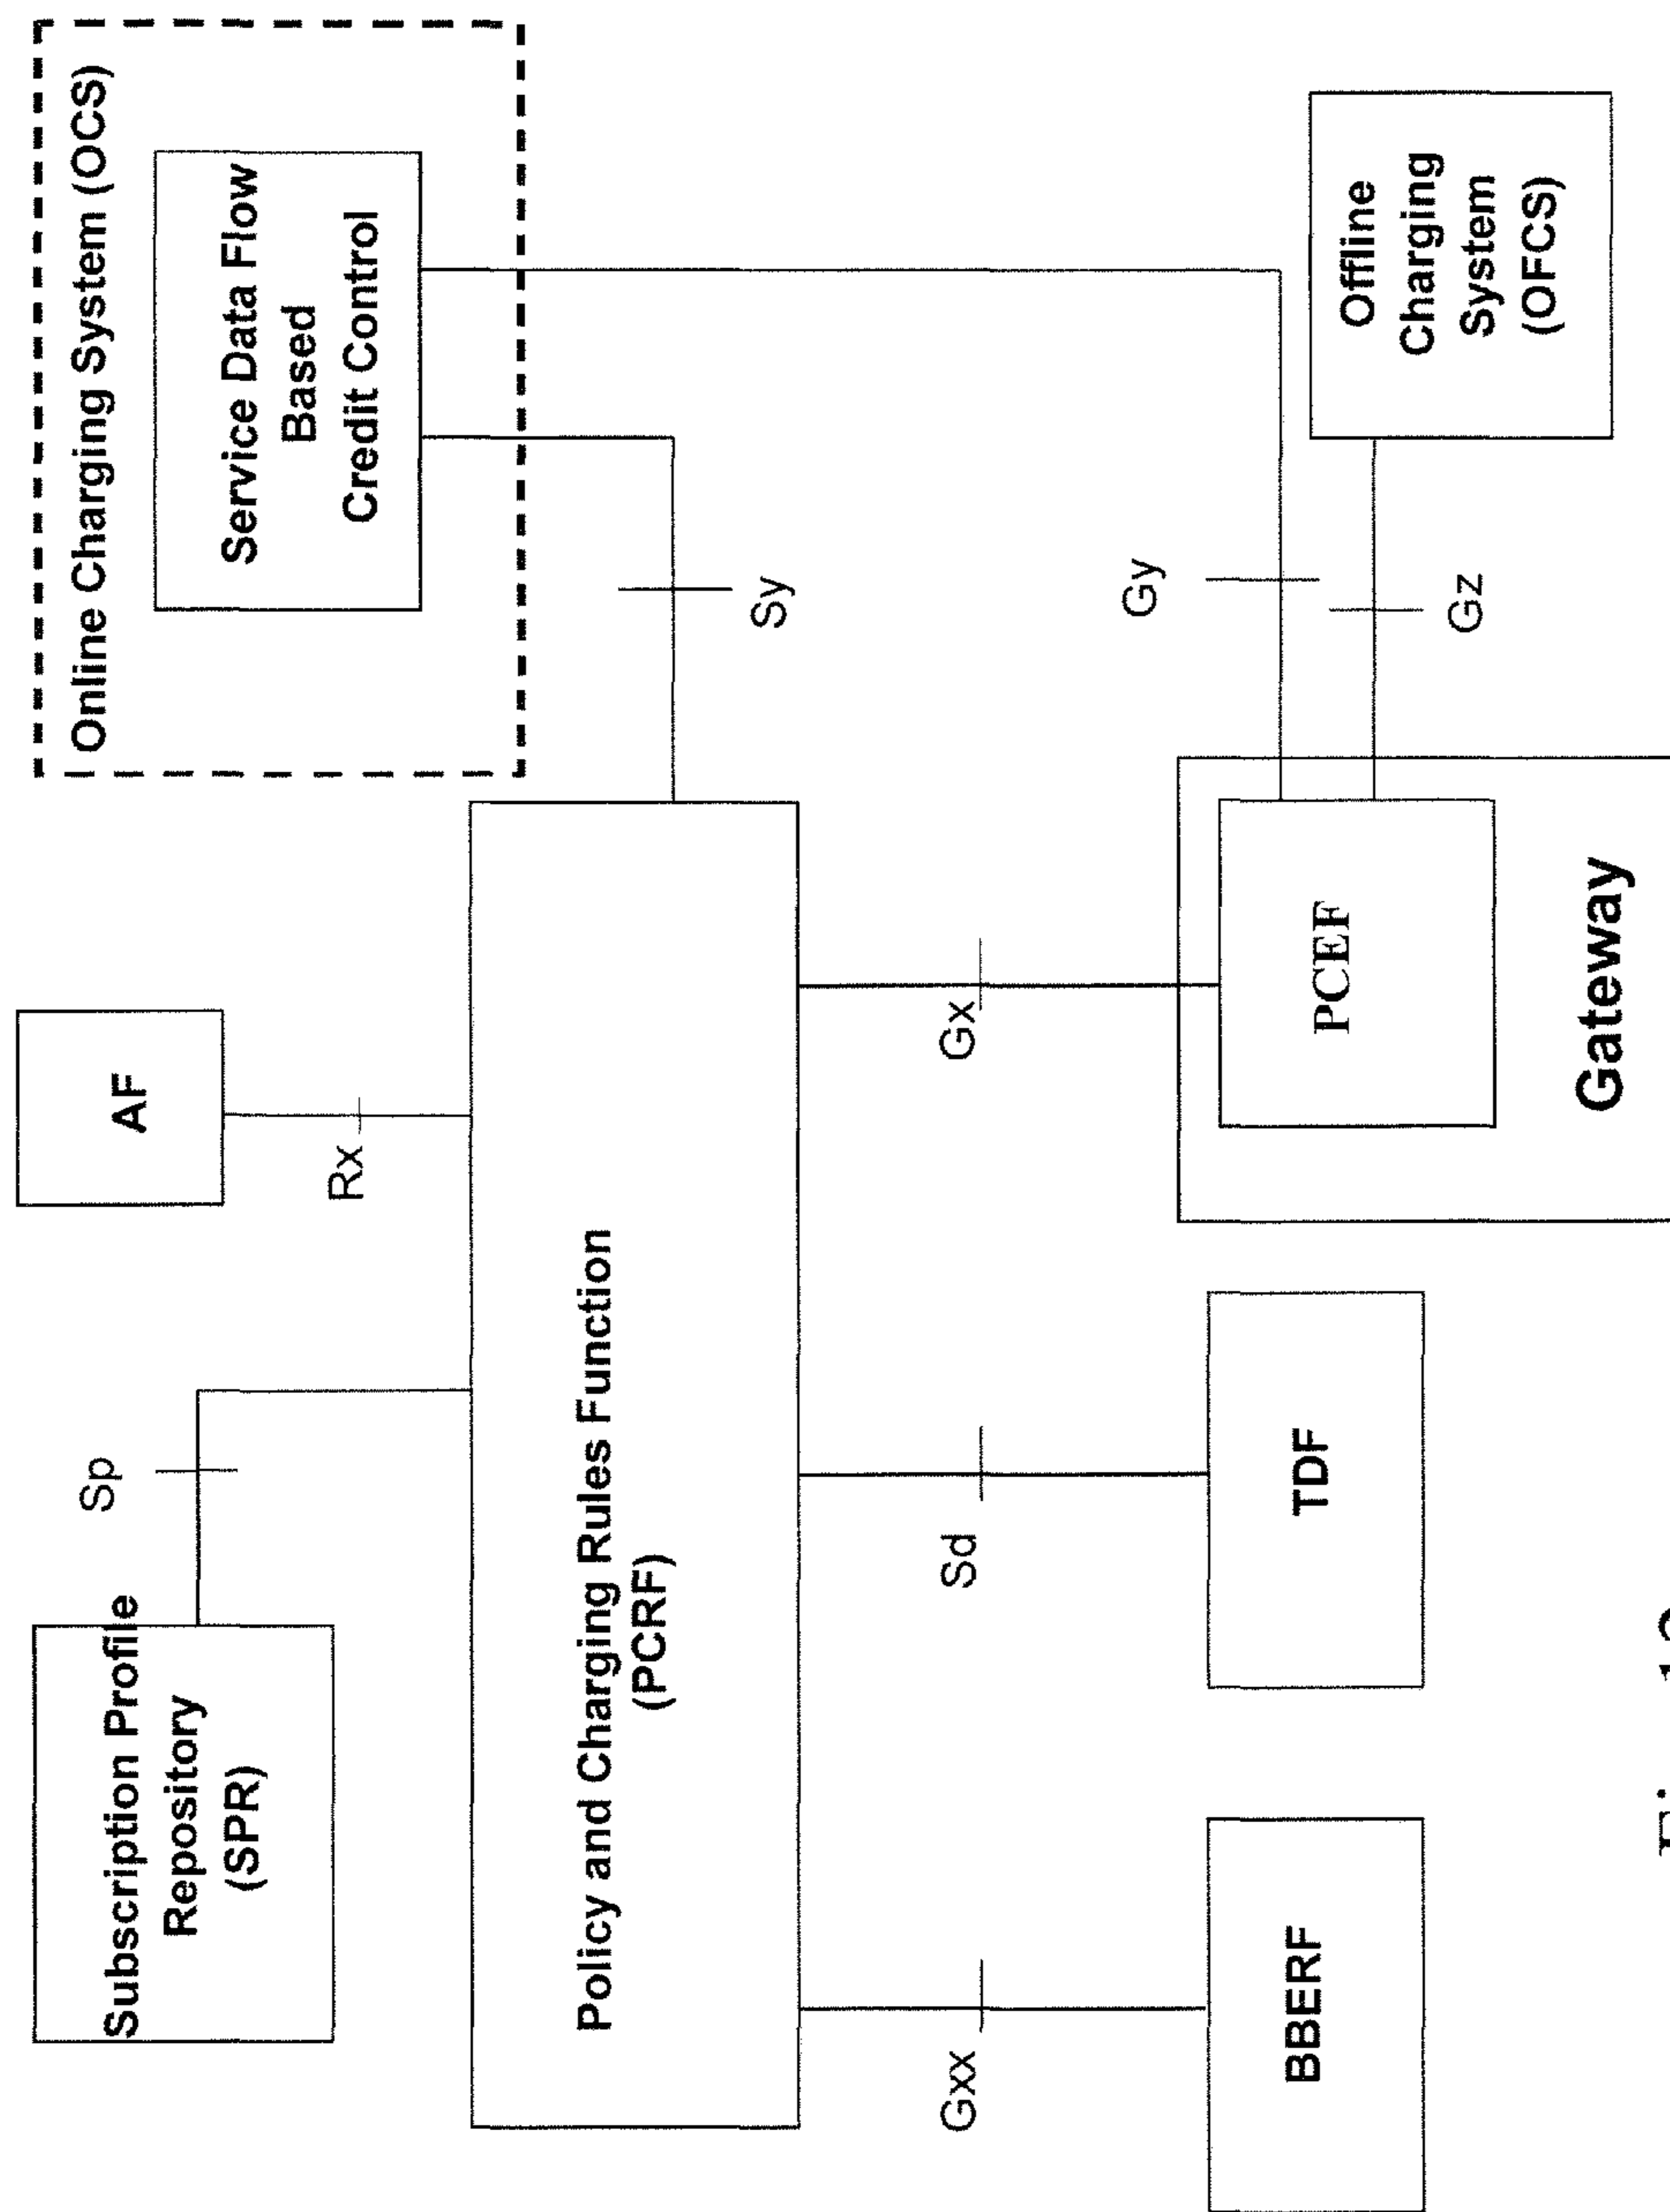 Subscription Profile
Repository
(SPR)
Sp
AF
Rx
Online Charging System (OCS)
Service Data Flow
Based
Credit Control
Policy and Charging Rules Function
(PCRF)
Sy
Gxx
Sd
Gx
Gy
BBERF
TDF
PCEF
Gateway
Gz
Offline
Charging
System
(OFCS)